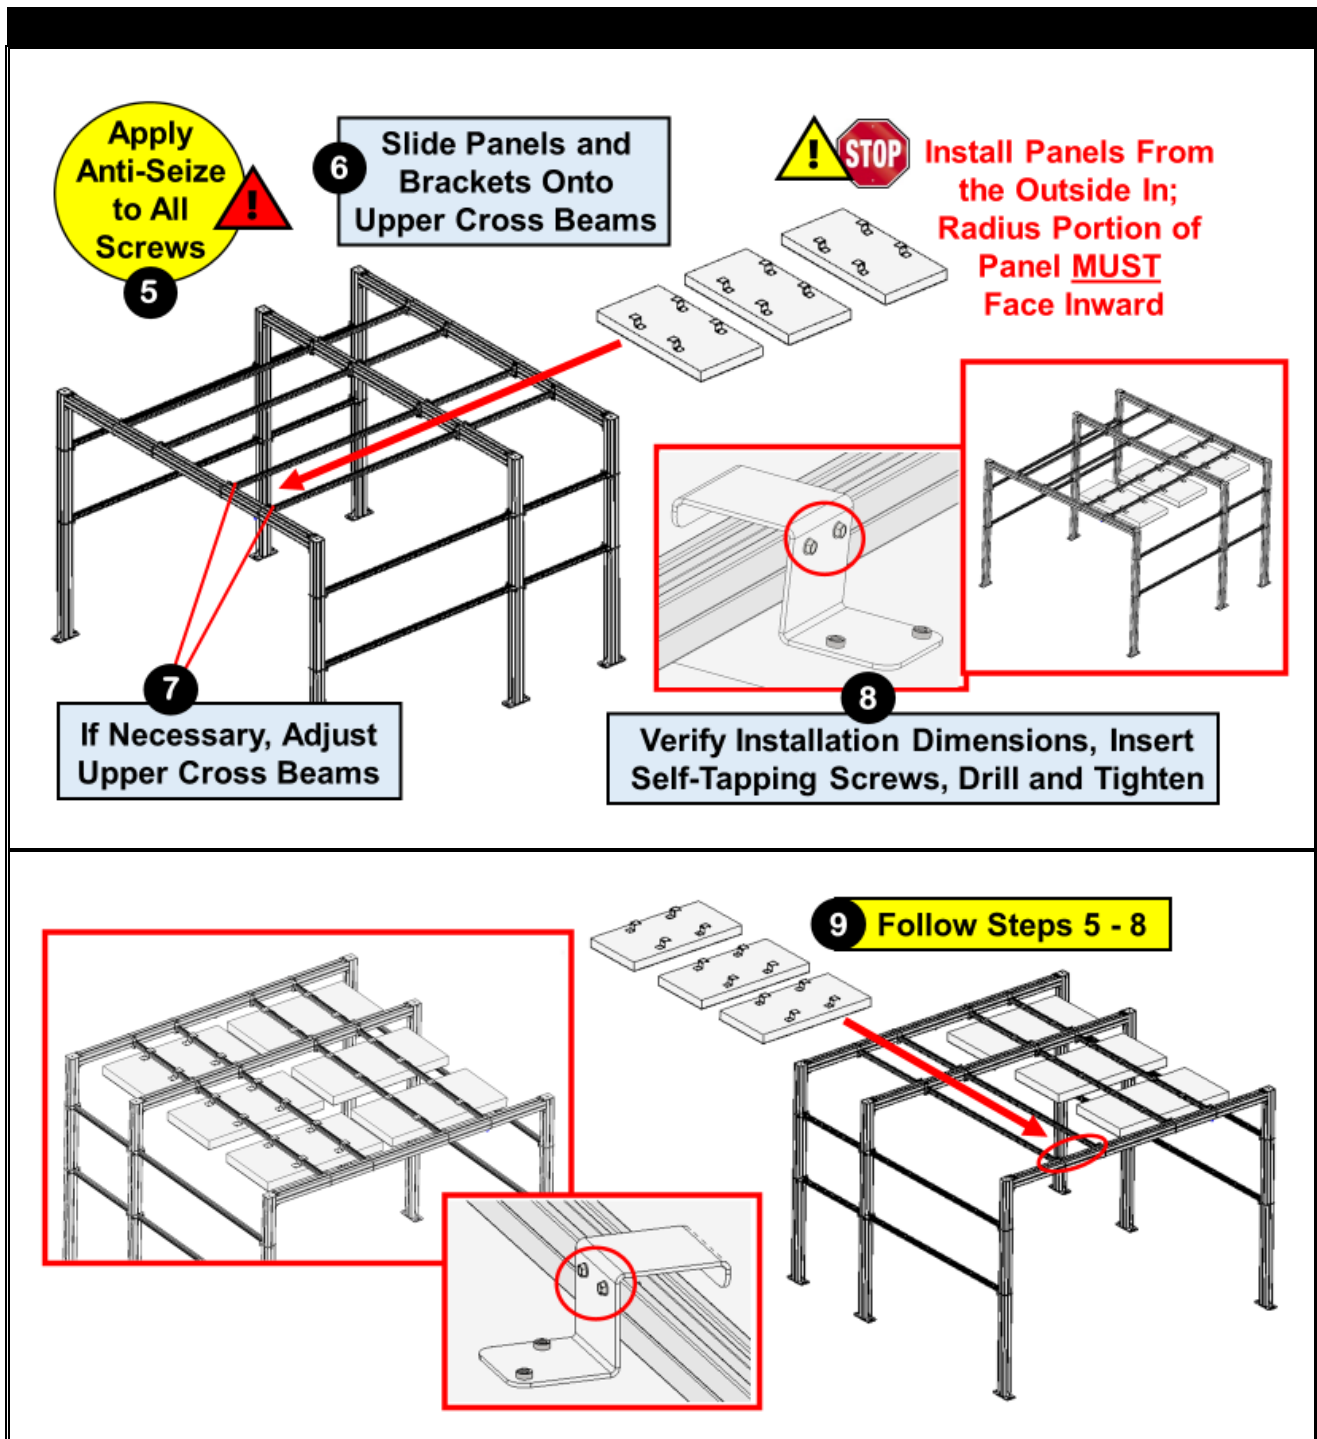 Apply
Anti-Seize
to All
Screws
5
6
Slide Panels and
Brackets Onto
Upper Cross Beams
!
!
STOP
Install Panels From
the Outside In;
Radius Portion of
Panel MUST
Face Inward
7
If Necessary, Adjust
Upper Cross Beams
8
Verify Installation Dimensions, Insert
Self-Tapping Screws, Drill and Tighten
9
Follow Steps 5 - 8